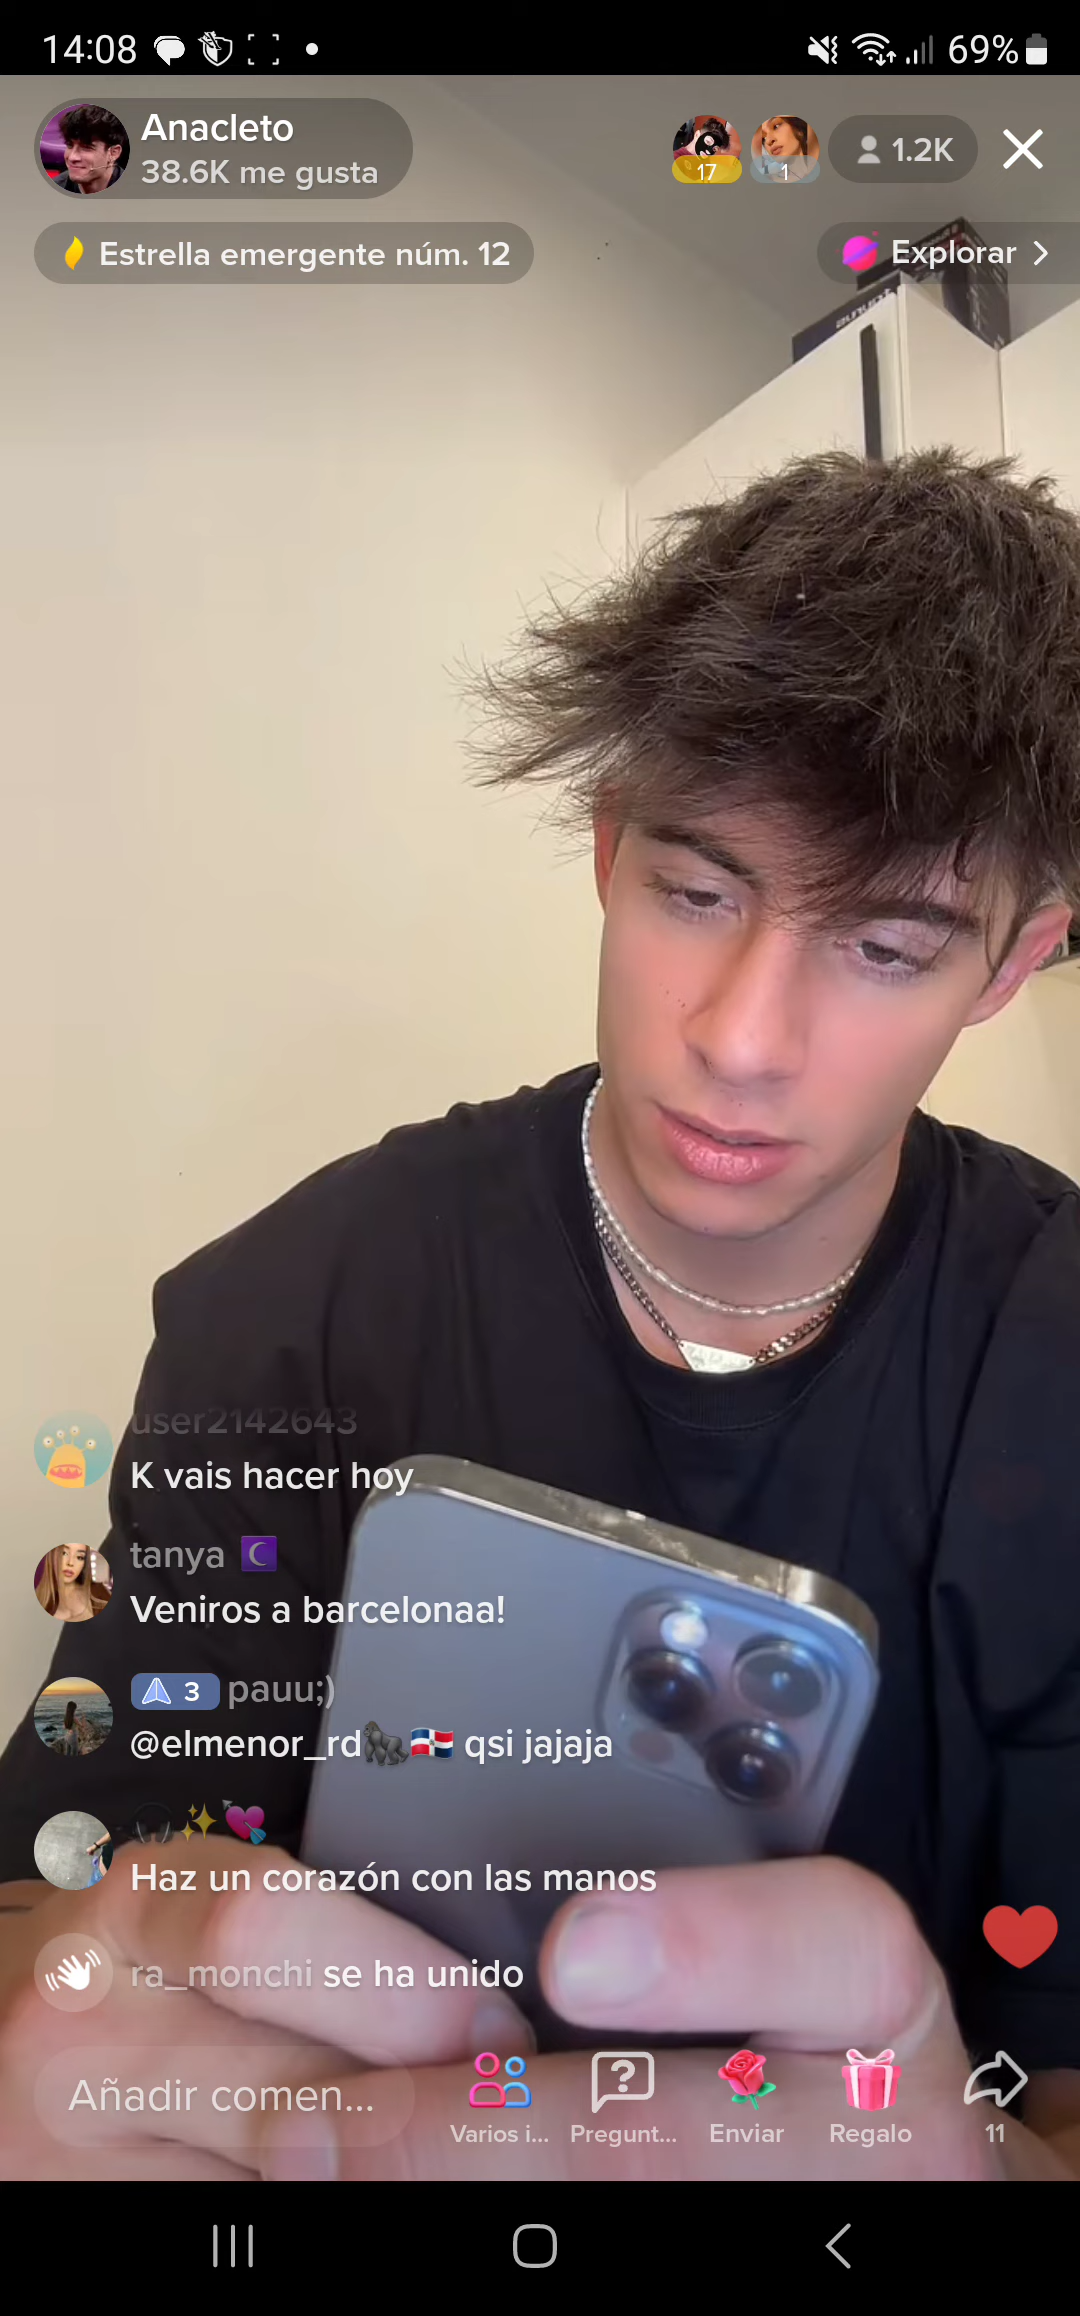 14:08
69%
Anacleto
38.6K me gusta
17
1
1.2K
Estrella emergente núm. 12
Explorar
user2142643
K vais hacer hoy
tanya
Veniros a barcelonaa!
3 pauu;)
@elmenor_rd🦍🇩🇴 qsi jajaja
🎧✨💘
Haz un corazón con las manos
ra_monchi se ha unido
Añadir comen...
Varios i...
Pregunt...
Enviar
Regalo
11